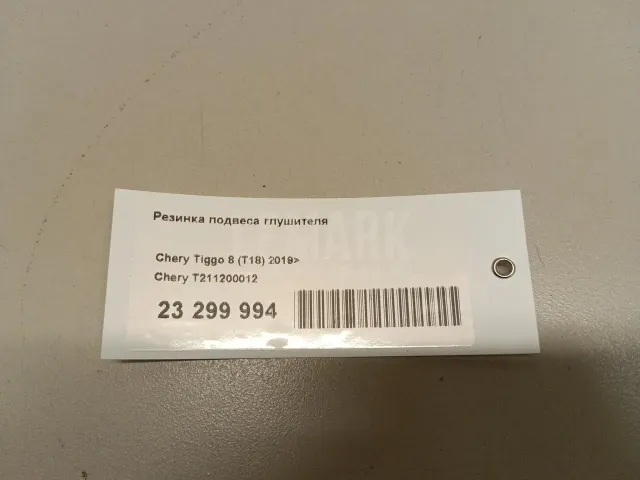 Резинка подвеса глушителя
Chery Tiggo 8 (T18) 2019>
Chery T211200012
23 299 994